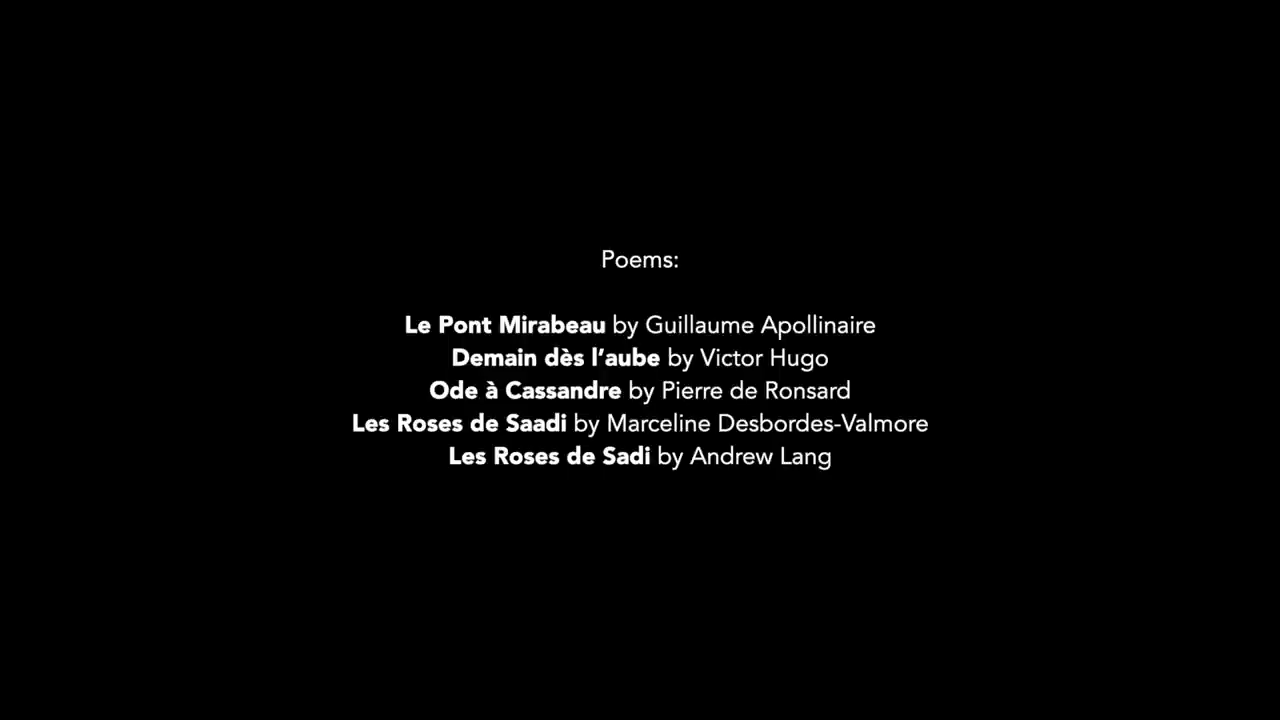 Poems:
Le Pont Mirabeau by Guillaume Apollinaire
Demain dès l’aube by Victor Hugo
Ode à Cassandre by Pierre de Ronsard
Les Roses de Saadi by Marceline Desbordes-Valmore
Les Roses de Sadi by Andrew Lang